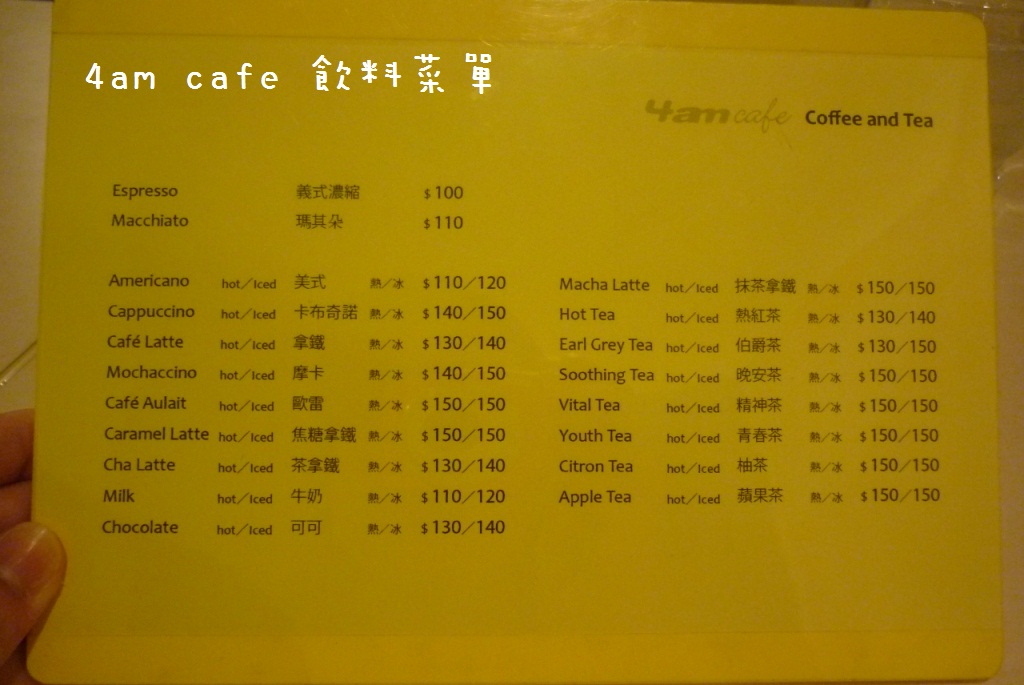 4am cafe 飲料菜單
4am cafe Coffee and Tea
Espresso 義式濃縮 $100
Macchiato 瑪其朵 $110
Americano hot/Iced 美式 熱/冰 $110/120
Cappuccino hot/Iced 卡布奇諾 熱/冰 $140/150
Café Latte hot/Iced 拿鐵 熱/冰 $130/140
Mochaccino hot/Iced 摩卡 熱/冰 $140/150
Café Aulait hot/Iced 歐雷 熱/冰 $150/150
Caramel Latte hot/Iced 焦糖拿鐵 熱/冰 $150/150
Cha Latte hot/Iced 茶拿鐵 熱/冰 $130/140
Milk hot/Iced 牛奶 熱/冰 $110/120
Chocolate hot/Iced 可可 熱/冰 $130/140
Macha Latte hot/Iced 抹茶拿鐵 熱/冰 $150/150
Hot Tea hot/Iced 熱紅茶 熱/冰 $130/140
Earl Grey Tea hot/Iced 伯爵茶 熱/冰 $130/150
Soothing Tea hot/Iced 晚安茶 熱/冰 $150/150
Vital Tea hot/Iced 精神茶 熱/冰 $150/150
Youth Tea hot/Iced 青春茶 熱/冰 $150/150
Citron Tea hot/Iced 柚茶 熱/冰 $150/150
Apple Tea hot/Iced 蘋果茶 熱/冰 $150/150